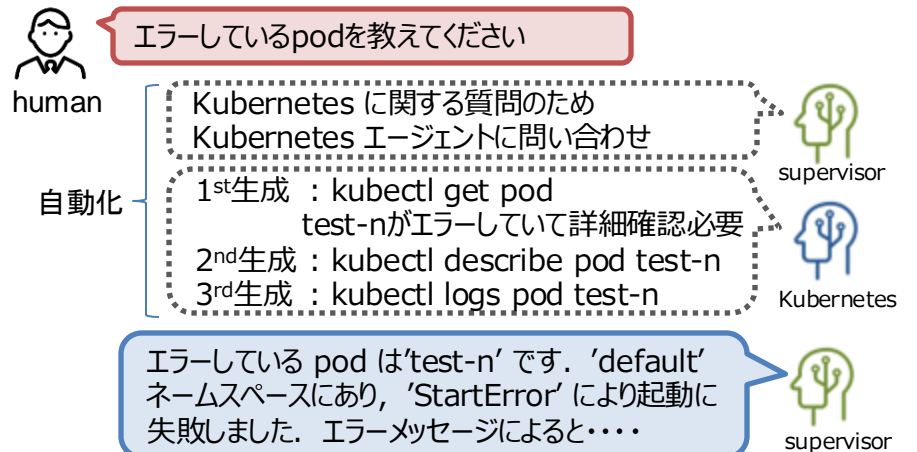 エラーしているpodを教えてください
human
Kubernetes に関する質問のため
Kubernetes エージェントに問い合わせ
supervisor
自動化
1st生成 : kubectl get pod
test-nがエラーしていて詳細確認必要
2nd生成 : kubectl describe pod test-n
3rd生成 : kubectl logs pod test-n
Kubernetes
エラーしている pod は'test-n' です. 'default'
ネームスペースにあり, 'StartError' により起動に
失敗しました. エラーメッセージによると・・・・
supervisor